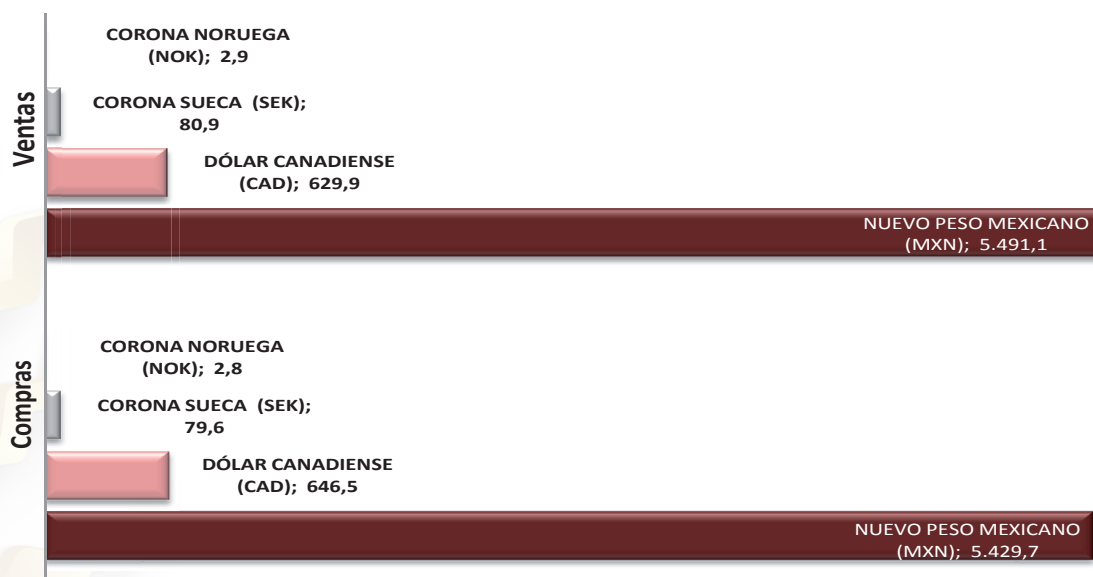 Ventas
CORONA NORUEGA
(NOK); 2,9
CORONA SUECA (SEK);
80,9
DÓLAR CANADIENSE
(CAD); 629,9
NUEVO PESO MEXICANO
(MXN); 5.491,1
Compras
CORONA NORUEGA
(NOK); 2,8
CORONA SUECA (SEK);
79,6
DÓLAR CANADIENSE
(CAD); 646,5
NUEVO PESO MEXICANO
(MXN); 5.429,7